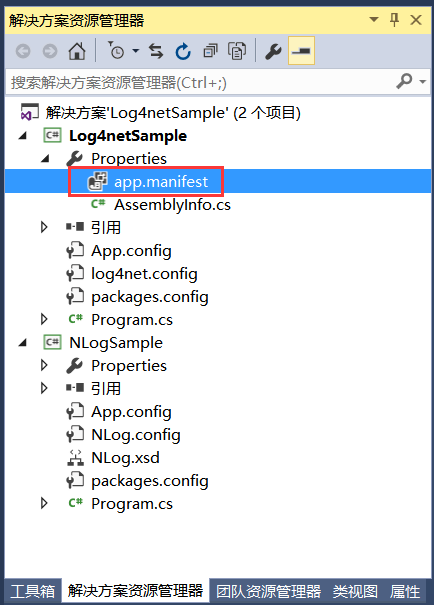 解决方案资源管理器
搜索解决方案资源管理器(Ctrl+;)
解决方案'Log4netSample' (2 个项目)
C# Log4netSample
Properties
app.manifest
C# AssemblyInfo.cs
引用
App.config
log4net.config
packages.config
C# Program.cs
C# NLogSample
Properties
引用
App.config
NLog.config
NLog.xsd
packages.config
C# Program.cs
工具箱 解决方案资源管理器 团队资源管理器 类视图 属性